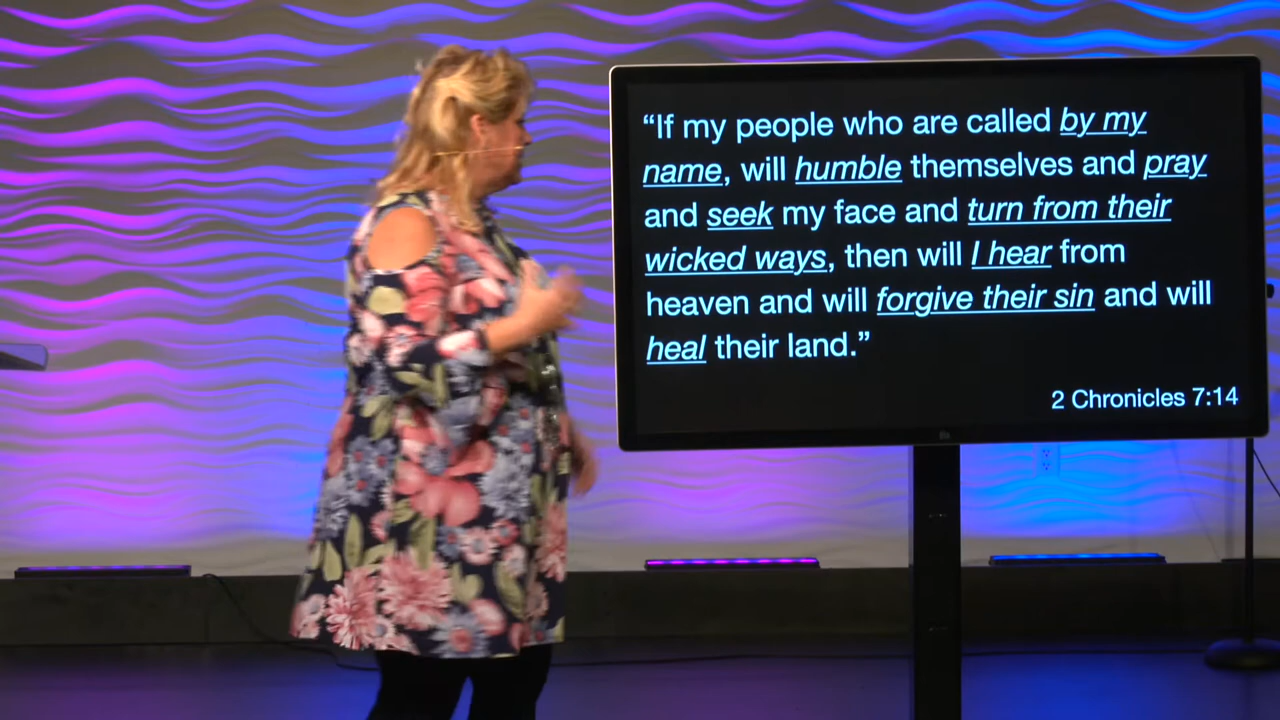 “If my people who are called by my
name, will humble themselves and pray
and seek my face and turn from their
wicked ways, then will I hear from
heaven and will forgive their sin and will
heal their land.”
2 Chronicles 7:14